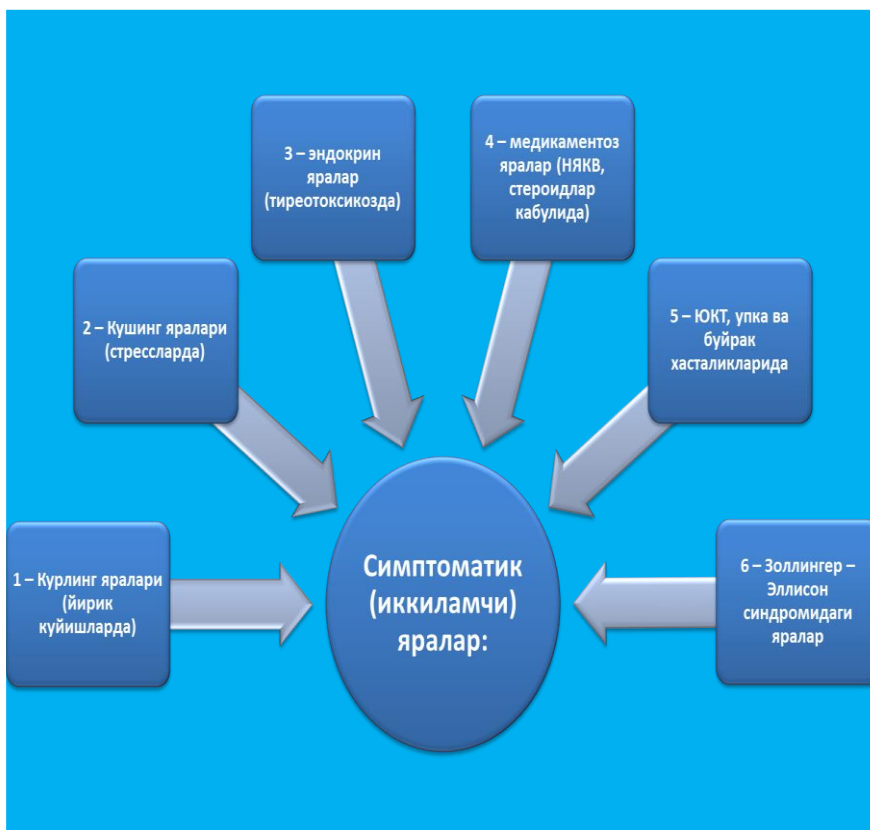 3 – эндокрин
яралар
(тиреотоксикозда)
4 – медикаментоз
яралар (НЯКВ,
стероидлар
кабулида)
2 – Кушинг яралари
(стрессларда)
5 – ЮКТ, упка ва
буйрак
хасталикларида
1 – Курлинг яралари
(йирик
куйишларда)
Симптоматик
(иккиламчи)
яралар:
6 – Золлингер –
Эллисон
синдромидаги
яралар